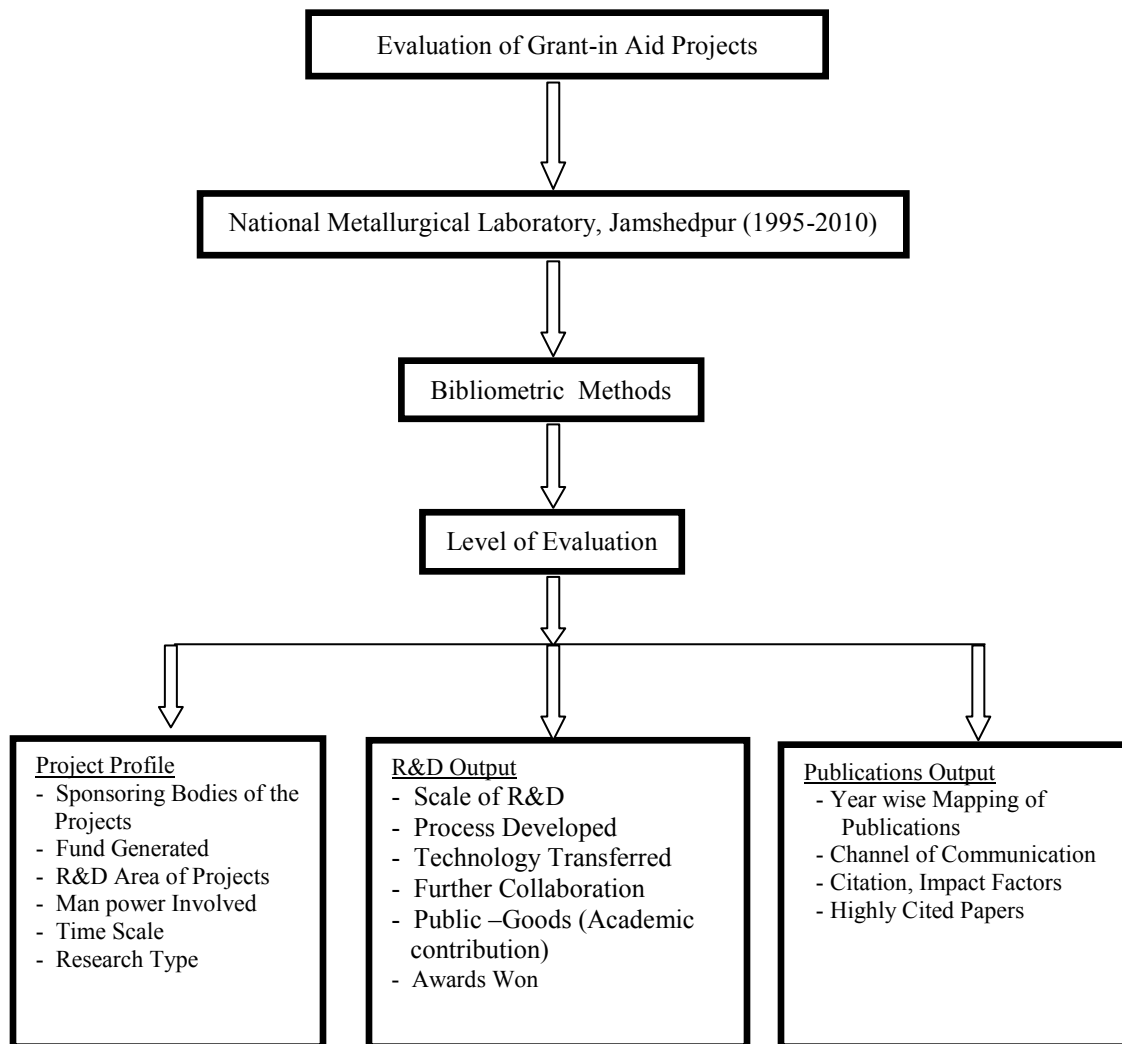 Evaluation of Grant-in Aid Projects
National Metallurgical Laboratory, Jamshedpur (1995-2010)
Bibliometric Methods
Level of Evaluation
Project Profile
- Sponsoring Bodies of the
Projects
- Fund Generated
- R&D Area of Projects
- Man power Involved
- Time Scale
- Research Type
R&D Output
- Scale of R&D
- Process Developed
- Technology Transferred
- Further Collaboration
- Public –Goods (Academic
contribution)
- Awards Won
Publications Output
- Year wise Mapping of
Publications
- Channel of Communication
- Citation, Impact Factors
- Highly Cited Papers